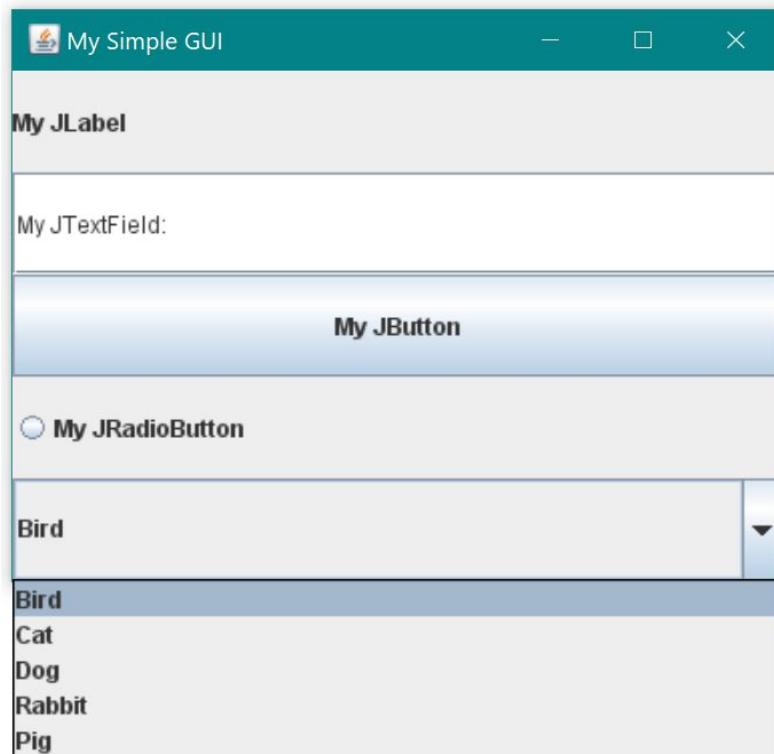 My Simple GUI
My JLabel
My JTextField:
My JButton
My JRadioButton
Bird
Bird
Cat
Dog
Rabbit
Pig